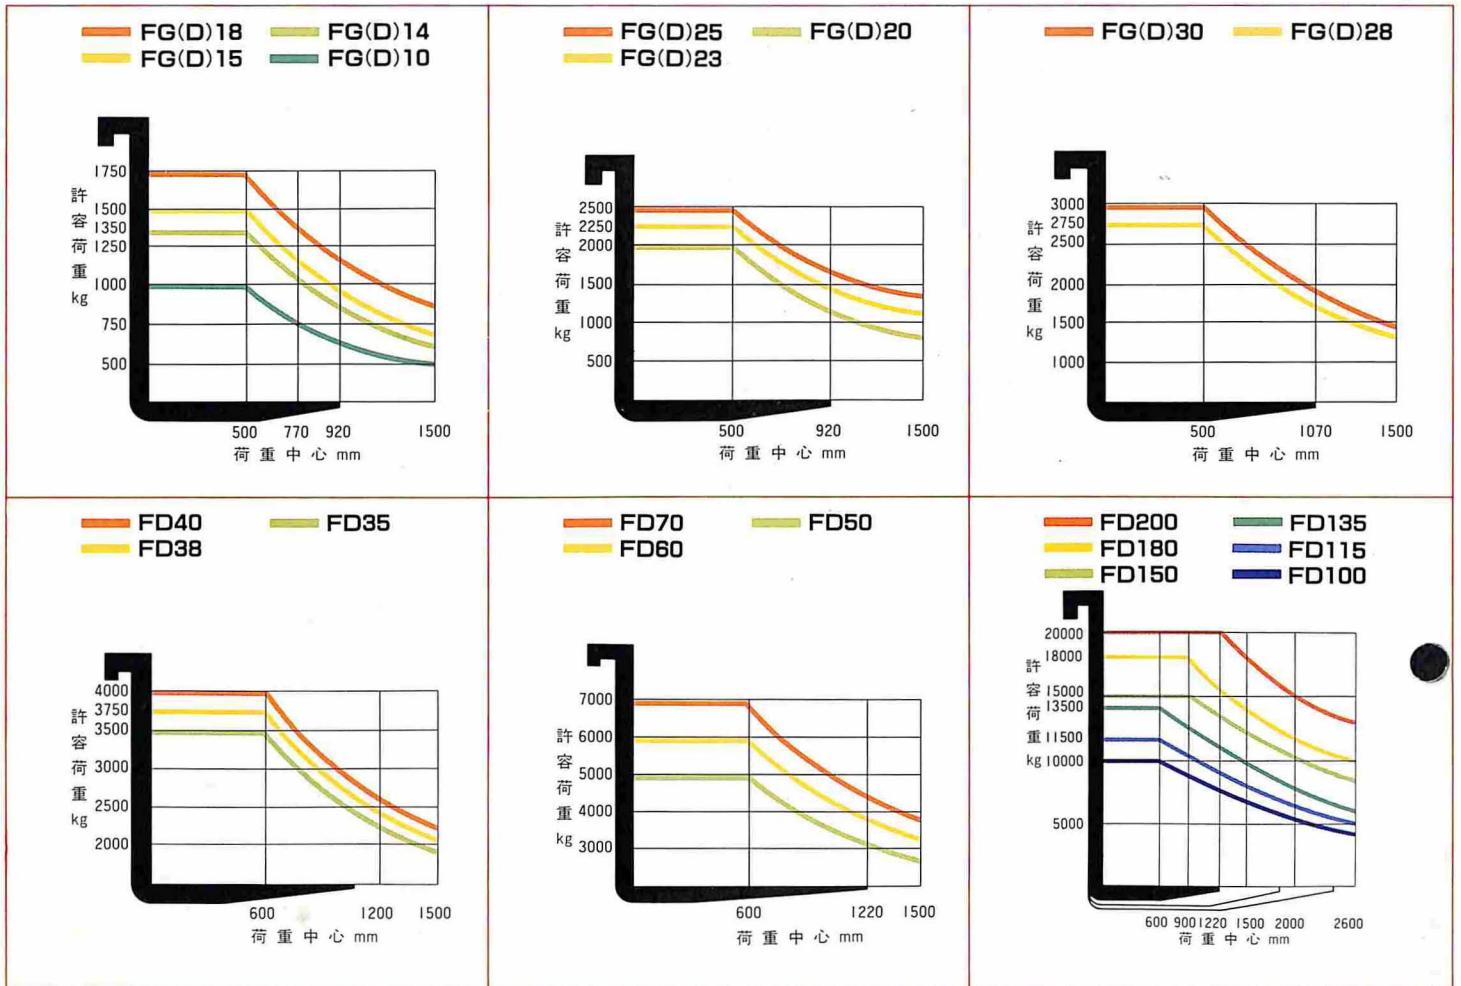 FG(D)18 FG(D)14
FG(D)15 FG(D)10
1750
1500
1350
1250
1000
750
500
許容荷重 kg
500 770 920 1500
荷重中心 mm
FG(D)25 FG(D)20
FG(D)23
2500
2250
2000
1500
1000
500
許容荷重 kg
500 920 1500
荷重中心 mm
FG(D)30 FG(D)28
3000
2750
2500
2000
1500
1000
許容荷重 kg
500 1070 1500
荷重中心 mm
FD40 FD35
FD38
4000
3750
3500
3000
2500
2000
許容荷重 kg
600 1200 1500
荷重中心 mm
FD70 FD50
FD60
7000
6000
5000
4000
3000
許容荷重 kg
600 1220 1500
荷重中心 mm
FD200 FD135
FD180 FD115
FD150 FD100
20000
18000
15000
13500
11500
10000
5000
許容荷重 kg
600 900 1220 1500 2000 2600
荷重中心 mm